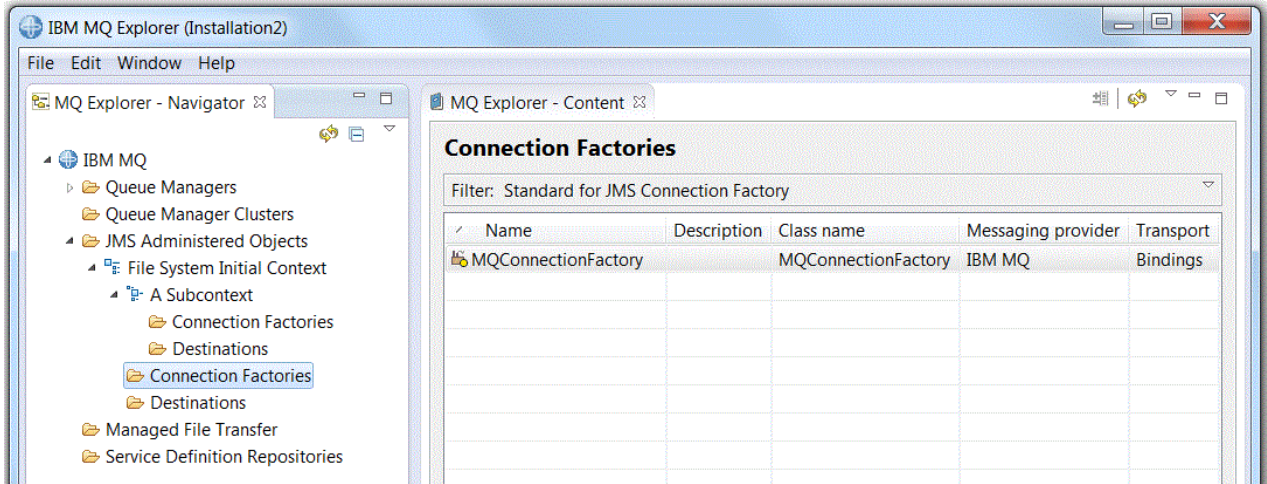 IBM MQ Explorer (Installation2)
File Edit Window Help
MQ Explorer - Navigator
IBM MQ
Queue Managers
Queue Manager Clusters
JMS Administered Objects
File System Initial Context
A Subcontext
Connection Factories
Destinations
Connection Factories
Destinations
Managed File Transfer
Service Definition Repositories
MQ Explorer - Content
Connection Factories
Filter: Standard for JMS Connection Factory
Name Description Class name Messaging provider Transport
MQConnectionFactory MQConnectionFactory IBM MQ Bindings